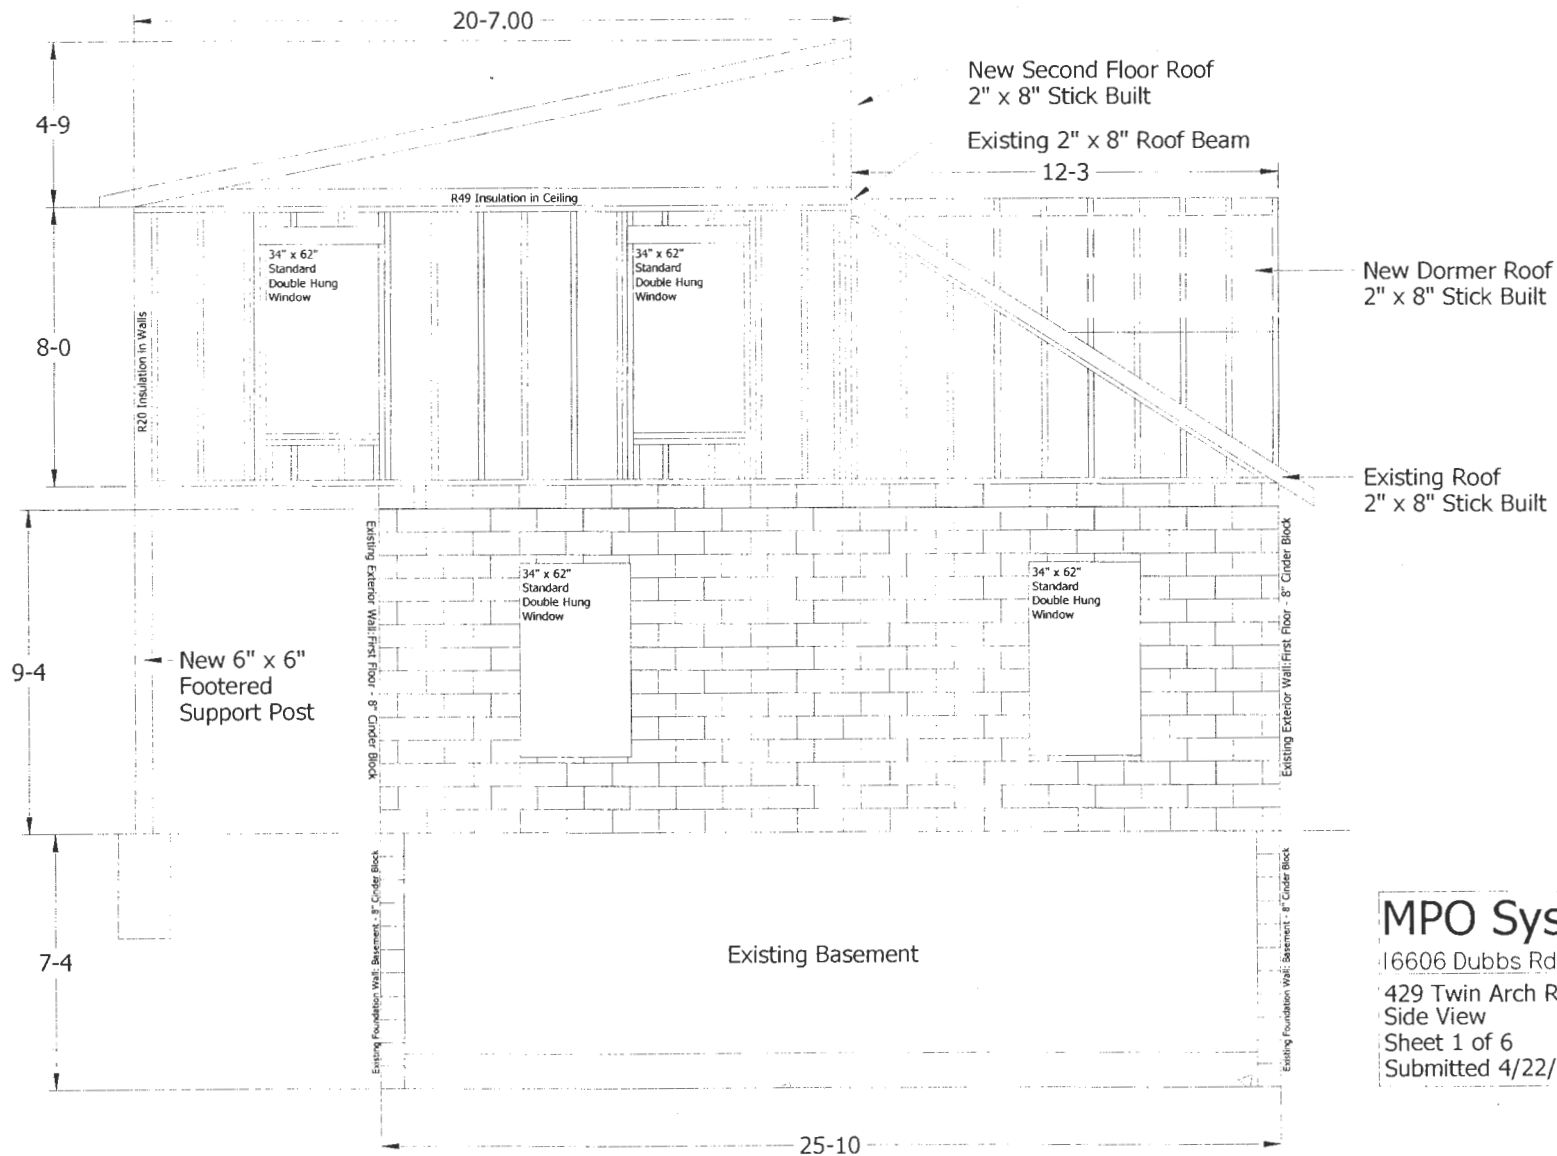 20-7.00
4-9
New Second Floor Roof
2" x 8" Stick Built
Existing 2" x 8" Roof Beam
12-3
R49 Insulation in Ceiling
34" x 62"
Standard
Double Hung
Window
34" x 62"
Standard
Double Hung
Window
New Dormer Roof
2" x 8" Stick Built
8-0
R20 Insulation in Walls
Existing Roof
2" x 8" Stick Built
Existing Exterior Wall: First Floor - 8" Cinder Block
34" x 62"
Standard
Double Hung
Window
34" x 62"
Standard
Double Hung
Window
Existing Exterior Wall: First Floor - 8" Cinder Block
9-4
New 6" x 6"
Footered
Support Post
7-4
Existing Foundation Wall: Basement - 8" Cinder Block
Existing Basement
Existing Foundation Wall: Basement - 8" Cinder Block
MPO Sys
16606 Dubbs Rd
429 Twin Arch R
Side View
Sheet 1 of 6
Submitted 4/22/
25-10